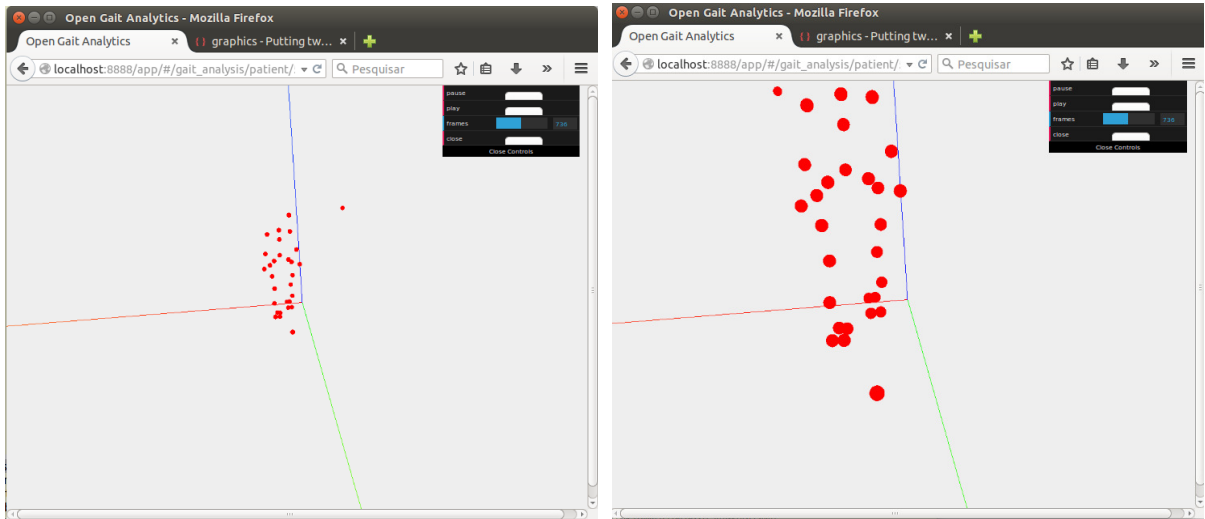 Open Gait Analytics - Mozilla Firefox
Open Gait Analytics × {} graphics - Putting tw... ×
localhost:8888/app/#/gait_analysis/patient/. Pesquisar
pause
play
frames 736
close
Close Controls
Open Gait Analytics - Mozilla Firefox
Open Gait Analytics × {} graphics - Putting tw... ×
localhost:8888/app/#/gait_analysis/patient/. Pesquisar
pause
play
frames 736
close
Close Controls